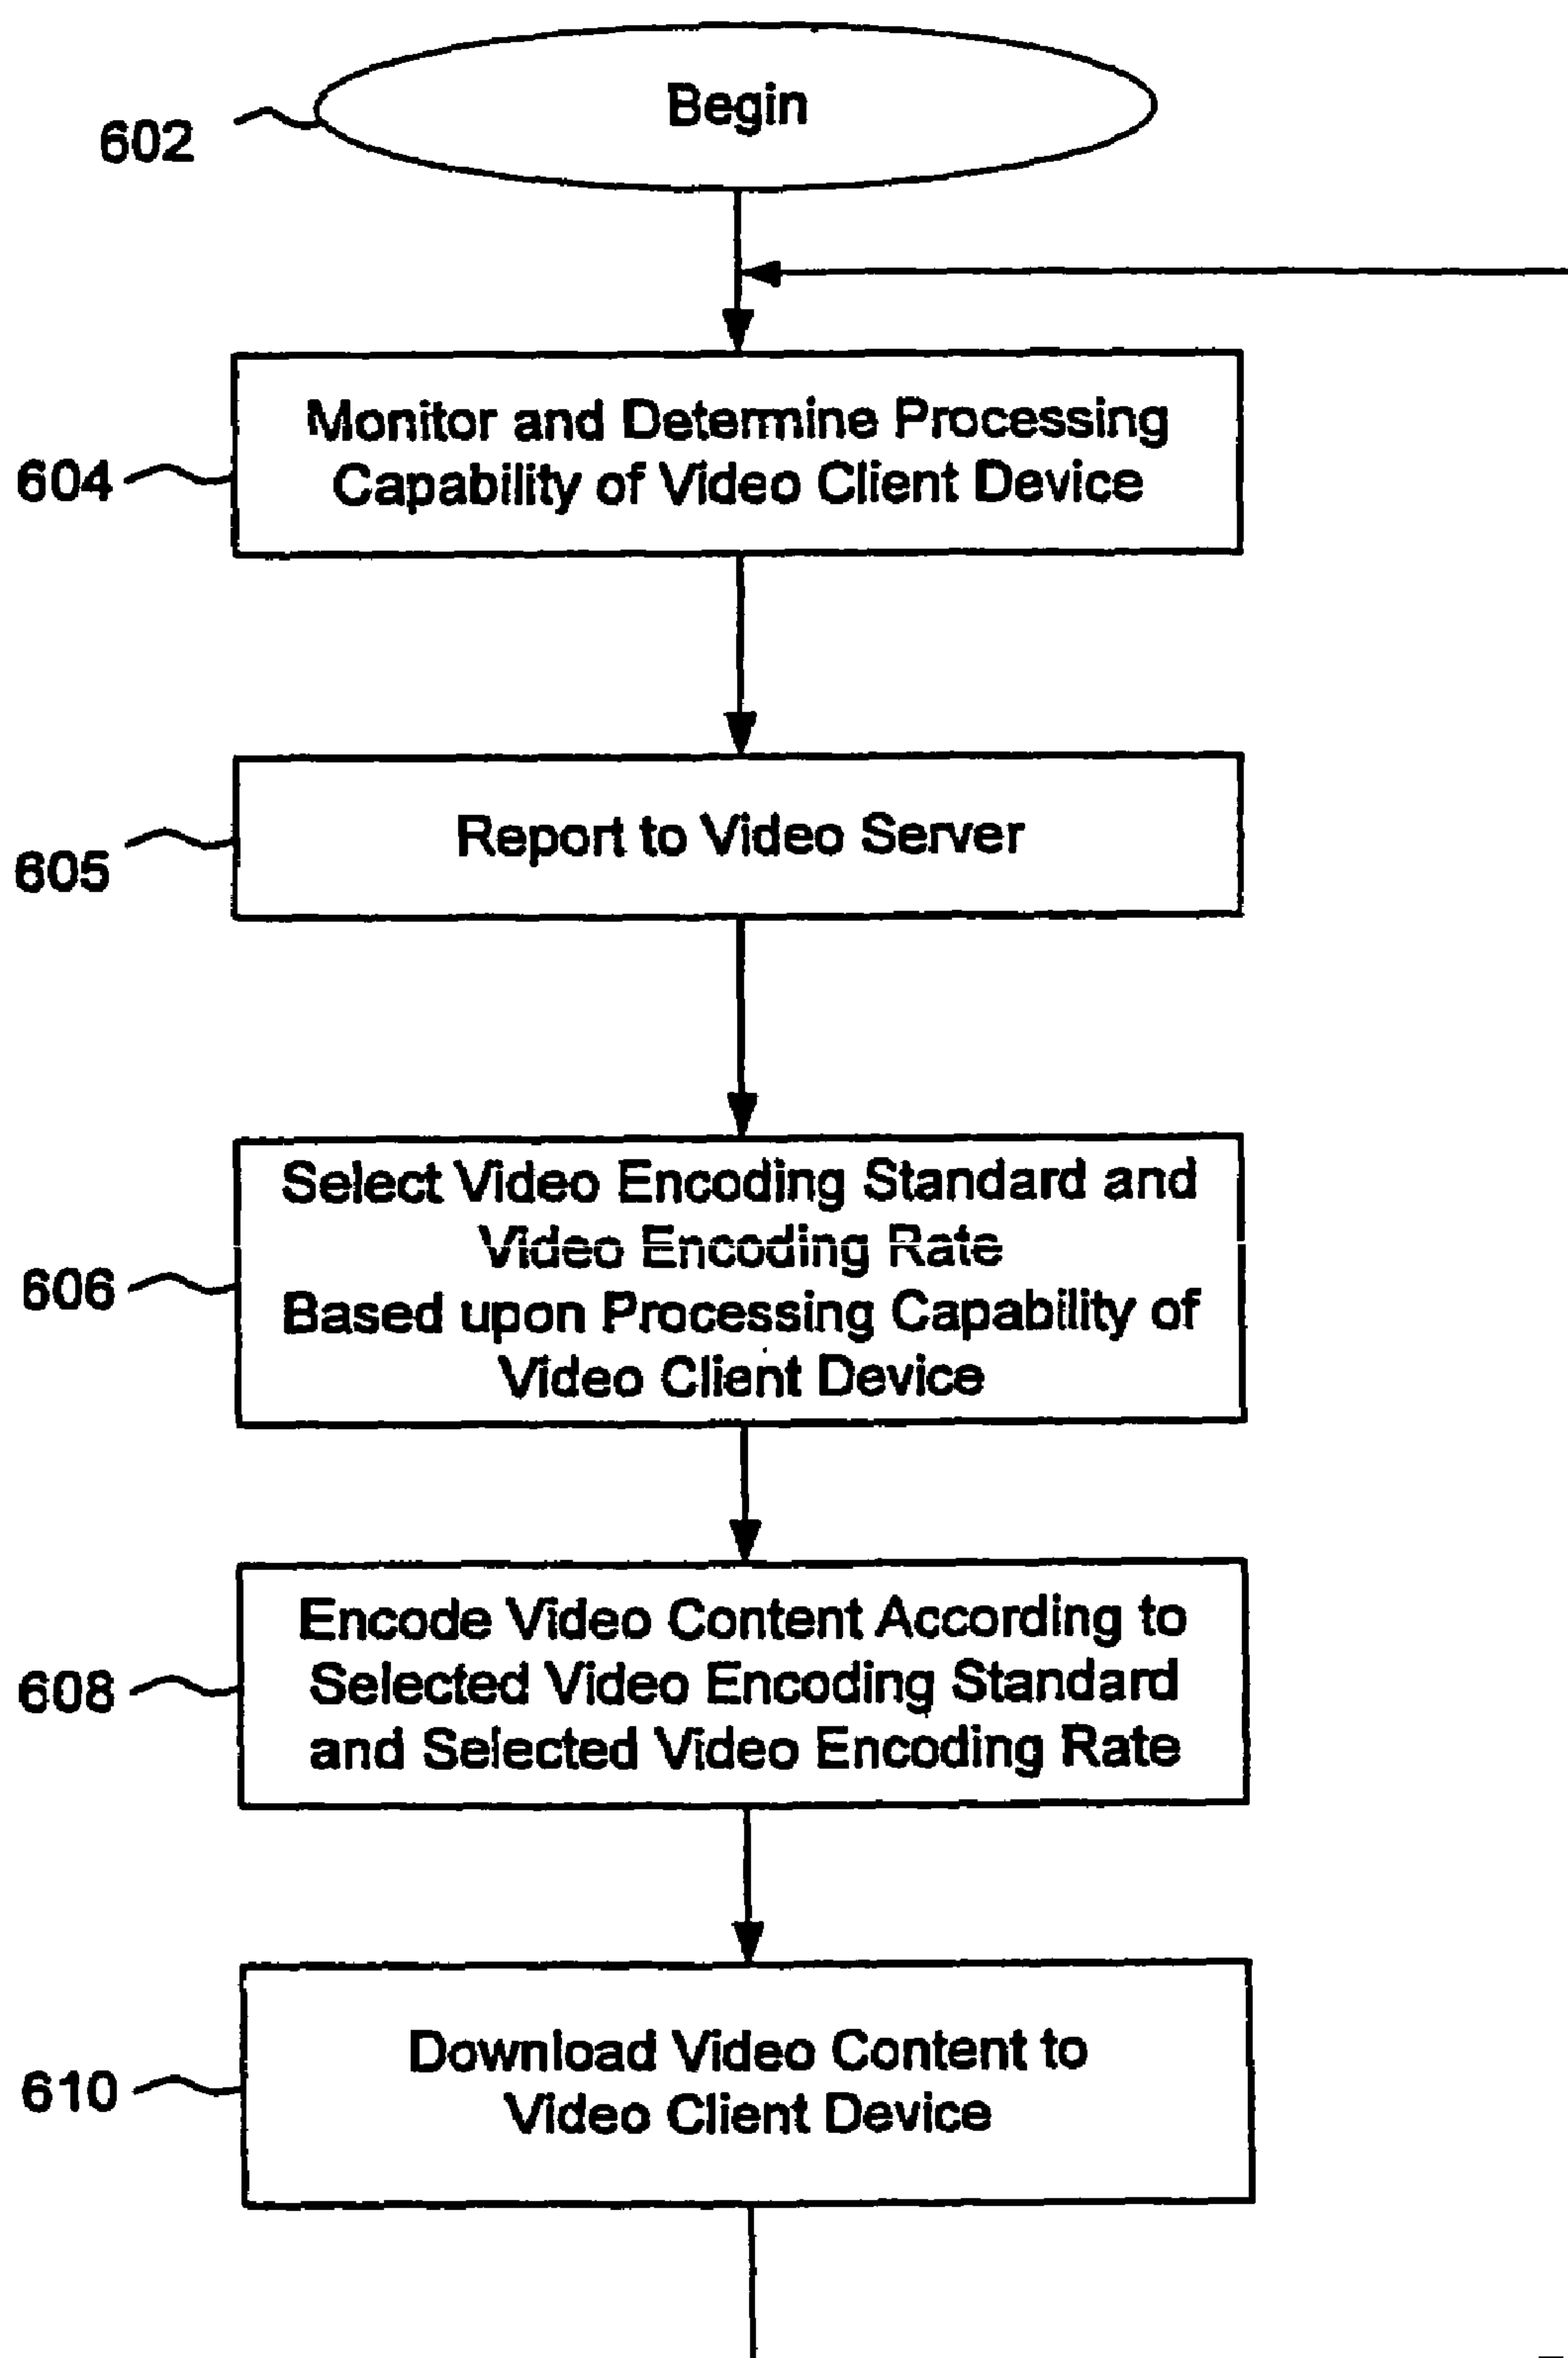 Begin
602
Monitor and Determine Processing
Capability of Video Client Device
604
Report to Video Server
605
Select Video Encoding Standard and
Video Encoding Rate
Based upon Processing Capability of
Video Client Device
606
Encode Video Content According to
Selected Video Encoding Standard
and Selected Video Encoding Rate
608
Download Video Content to
Video Client Device
610